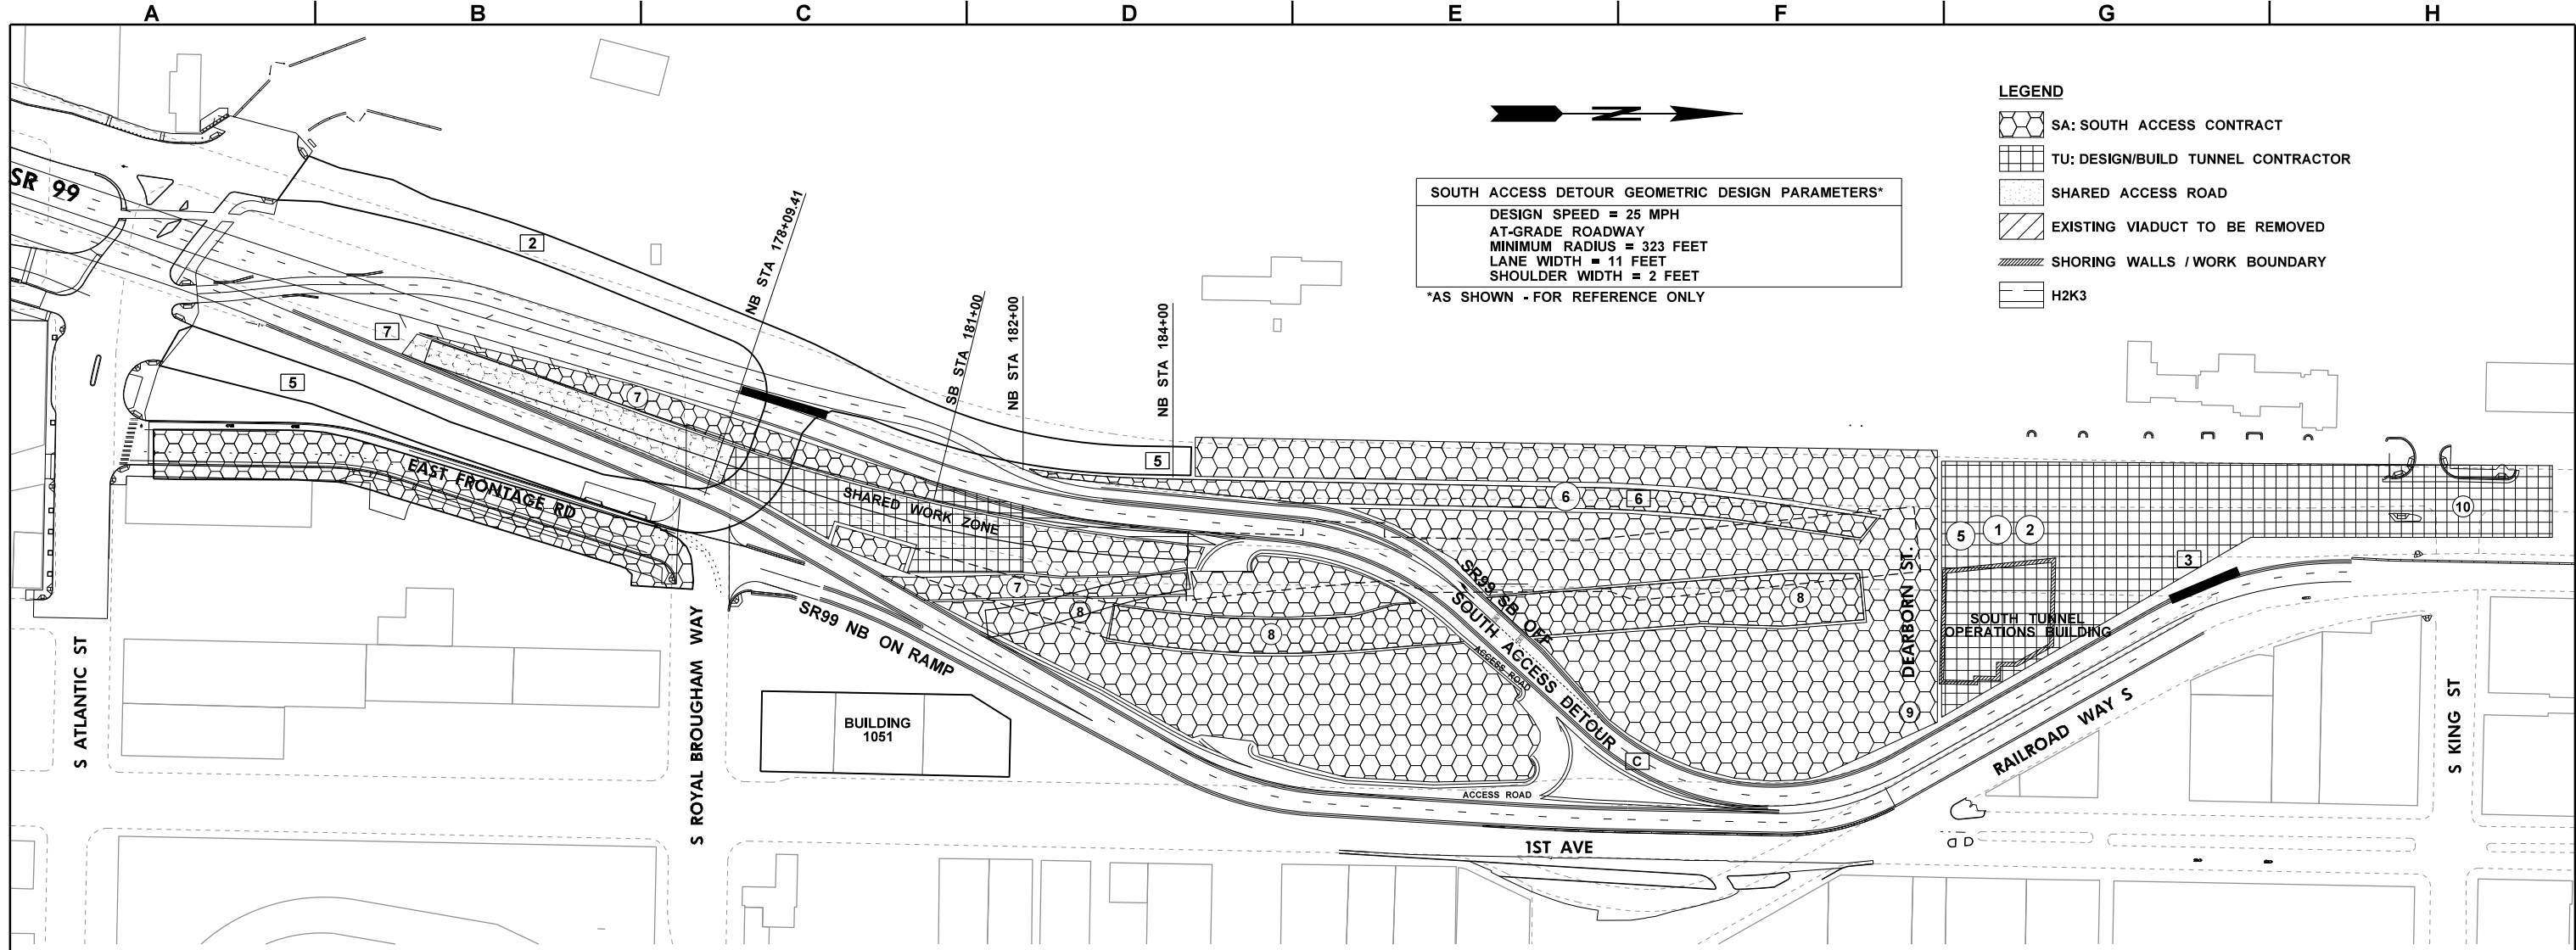 A B C D E F G H
LEGEND
SA: SOUTH ACCESS CONTRACT
TU: DESIGN/BUILD TUNNEL CONTRACTOR
SHARED ACCESS ROAD
EXISTING VIADUCT TO BE REMOVED
SHORING WALLS / WORK BOUNDARY
H2K3
N
SOUTH ACCESS DETOUR GEOMETRIC DESIGN PARAMETERS*
DESIGN SPEED = 25 MPH
AT-GRADE ROADWAY
MINIMUM RADIUS = 323 FEET
LANE WIDTH = 11 FEET
SHOULDER WIDTH = 2 FEET
*AS SHOWN - FOR REFERENCE ONLY
SR 99
2
7
5
7
NB STA 178+09.41
SB STA 181+00
NB STA 182+00
NB STA 184+00
5
EAST FRONTAGE RD
SHARED WORK ZONE
6
6
5
1
2
3
10
7
8
8
8
SR99 SB OFF
SOUTH ACCESS DETOUR
ACCESS ROAD
DEARBORN ST.
9
SOUTH TUNNEL
OPERATIONS BUILDING
S ATLANTIC ST
S ROYAL BROUGHAM WAY
SR99 NB ON RAMP
BUILDING
1051
C
ACCESS ROAD
RAILROAD WAY S
S KING ST
1ST AVE